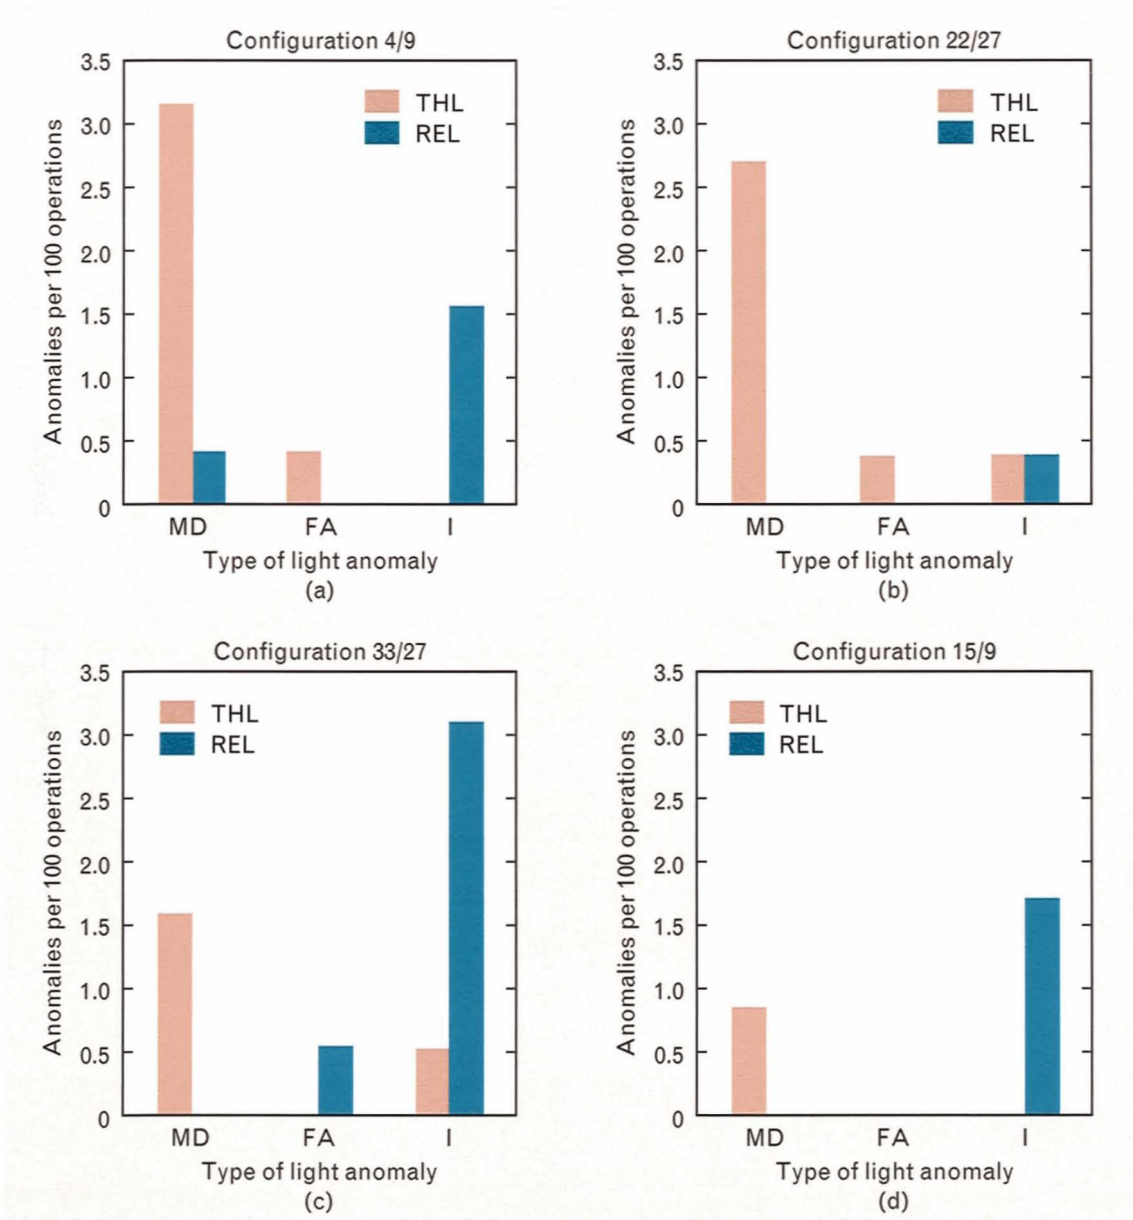 Configuration 4/9
3.5
3.0
2.5
2.0
1.5
1.0
0.5
0
Anomalies per 100 operations
THL
REL
MD FA I
Type of light anomaly
(a)
Configuration 22/27
3.5
3.0
2.5
2.0
1.5
1.0
0.5
0
Anomalies per 100 operations
THL
REL
MD FA I
Type of light anomaly
(b)
Configuration 33/27
3.5
3.0
2.5
2.0
1.5
1.0
0.5
0
Anomalies per 100 operations
THL
REL
MD FA I
Type of light anomaly
(c)
Configuration 15/9
3.5
3.0
2.5
2.0
1.5
1.0
0.5
0
Anomalies per 100 operations
THL
REL
MD FA I
Type of light anomaly
(d)